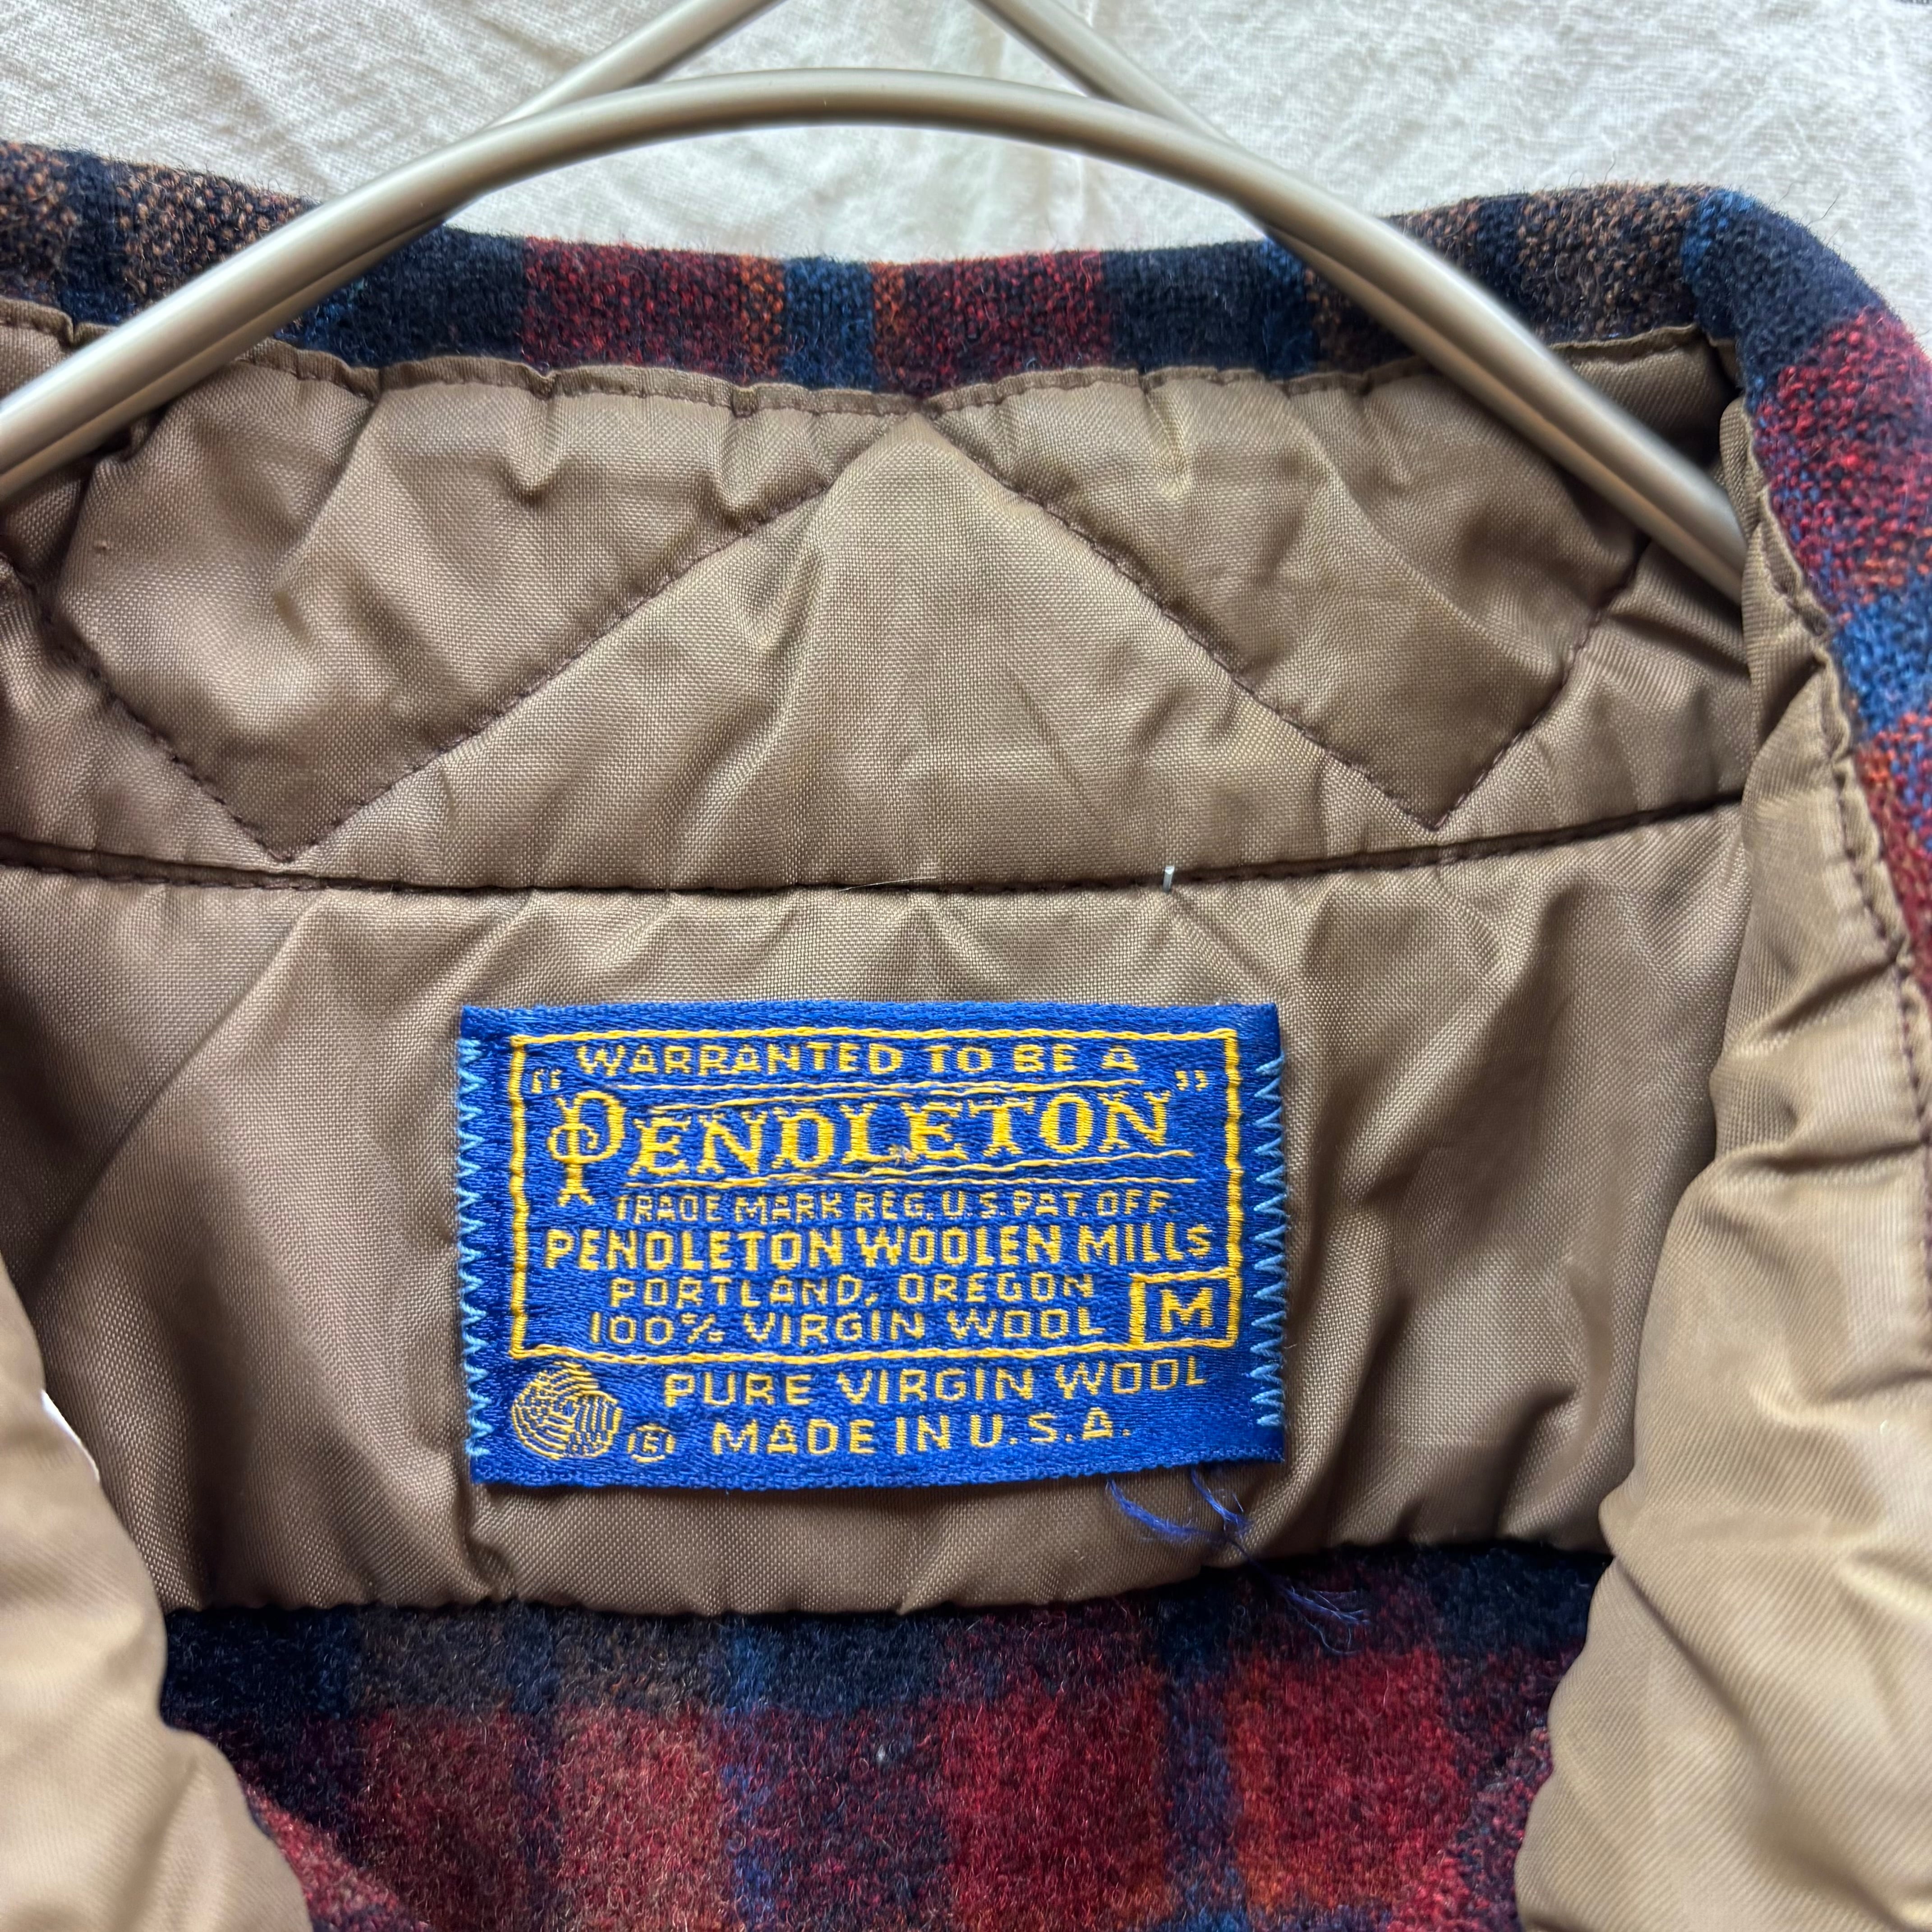 WARRANTED TO BE A
"PENDLETON"
TRADE MARK REG. U.S. PAT. OFF.
PENDLETON WOOLEN MILLS
PORTLAND, OREGON
100% VIRGIN WOOL M
PURE VIRGIN WOOL
MADE IN U.S.A.